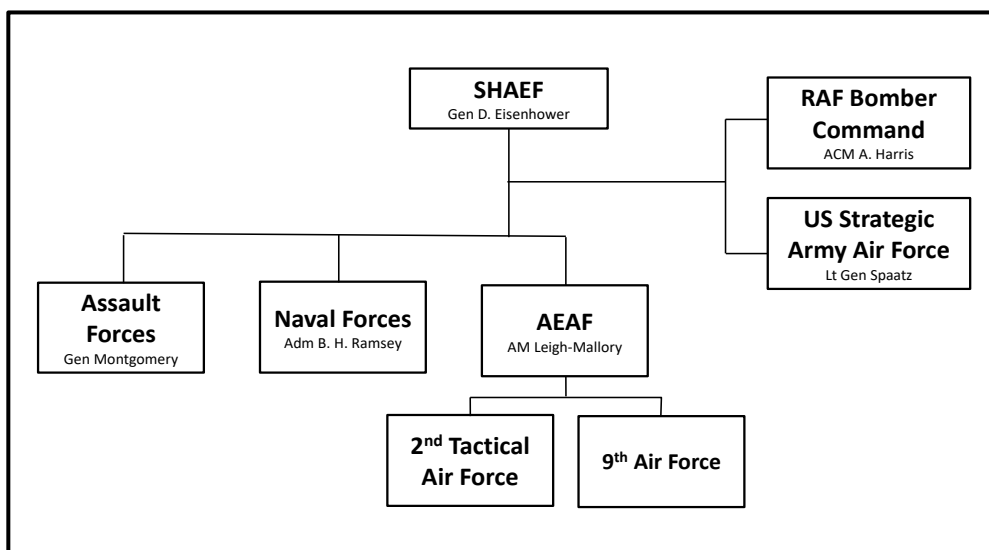 SHAEF
Gen D. Eisenhower
RAF Bomber
Command
ACM A. Harris
US Strategic
Army Air Force
Lt Gen Spaatz
Assault
Forces
Gen Montgomery
Naval Forces
Adm B. H. Ramsey
AEAF
AM Leigh-Mallory
2nd Tactical
Air Force
9th Air Force